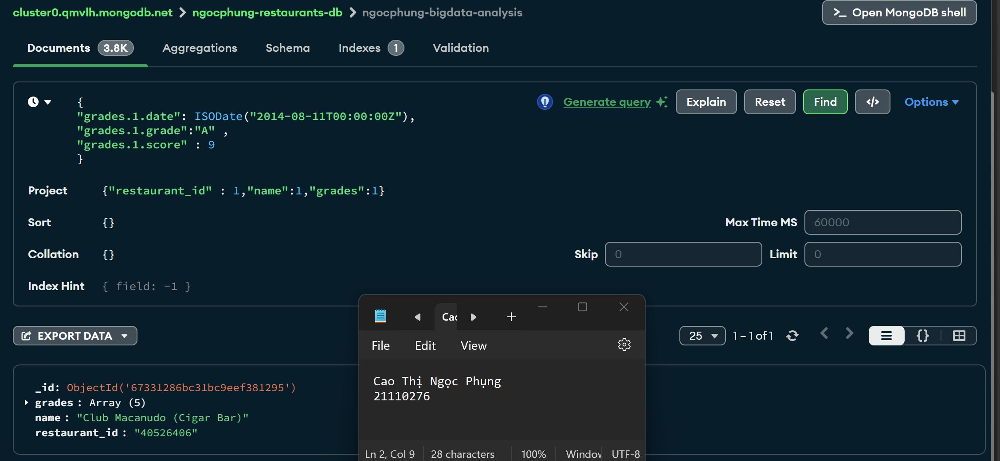 cluster0.qmvlh.mongodb.net > ngocphung-restaurants-db > ngocphung-bigdata-analysis
>_ Open MongoDB shell
Documents 3.8K Aggregations Schema Indexes 1 Validation
{
"grades.1.date": ISODate("2014-08-11T00:00:00Z"),
"grades.1.grade":"A" ,
"grades.1.score" : 9
}
Generate query Explain Reset Find </> Options
Project {"restaurant_id" : 1,"name":1,"grades":1}
Sort {}
Max Time MS 60000
Collation {}
Skip 0 Limit 0
Index Hint { field: -1 }
EXPORT DATA
25 1 – 1 of 1 {}
_id: ObjectId('67331286bc31bc9eef381295')
grades : Array (5)
name : "Club Macanudo (Cigar Bar)"
restaurant_id : "40526406"
Cao
File Edit View
Cao Thị Ngọc Phụng
21110276
Ln 2, Col 9 28 characters 100% Window UTF-8